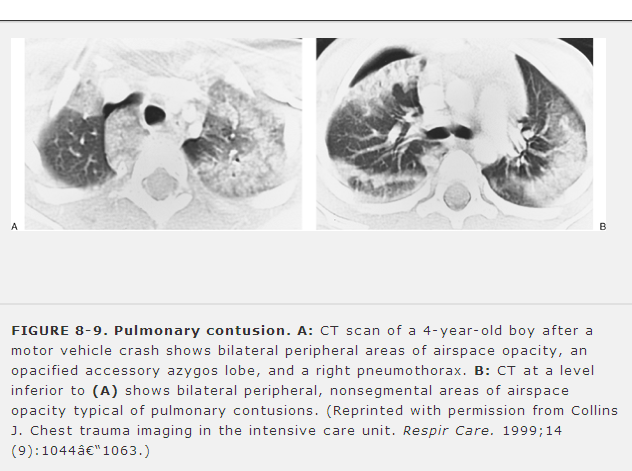 A
B
FIGURE 8-9. Pulmonary contusion. A: CT scan of a 4-year-old boy after a
motor vehicle crash shows bilateral peripheral areas of airspace opacity, an
opacified accessory azygos lobe, and a right pneumothorax. B: CT at a level
inferior to (A) shows bilateral peripheral, nonsegmental areas of airspace
opacity typical of pulmonary contusions. (Reprinted with permission from Collins
J. Chest trauma imaging in the intensive care unit. Respir Care. 1999;14
(9):1044â€“1063.)